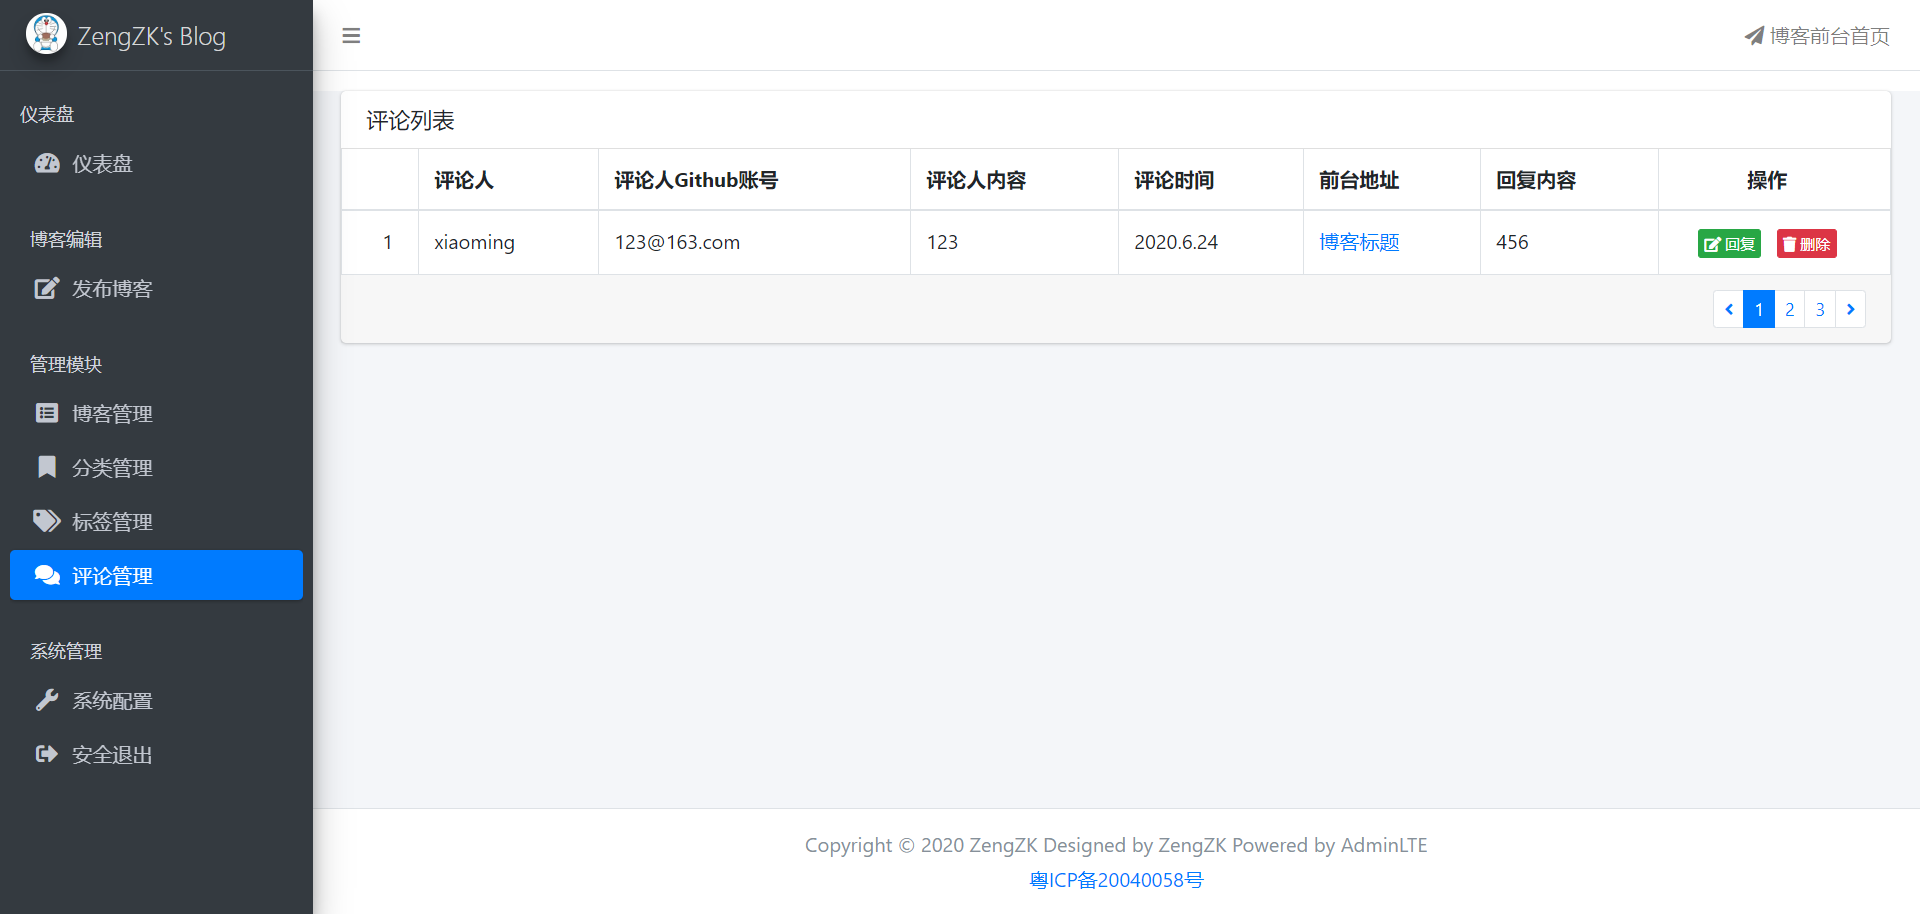 ZengZK's Blog
博客前台首页
仪表盘
仪表盘
博客编辑
发布博客
管理模块
博客管理
分类管理
标签管理
评论管理
系统管理
系统配置
安全退出
评论列表
评论人 评论人Github账号 评论人内容 评论时间 前台地址 回复内容 操作
1 xiaoming 123@163.com 123 2020.6.24 博客标题 456 回复 删除
1 2 3
Copyright © 2020 ZengZK Designed by ZengZK Powered by AdminLTE
粤ICP备20040058号